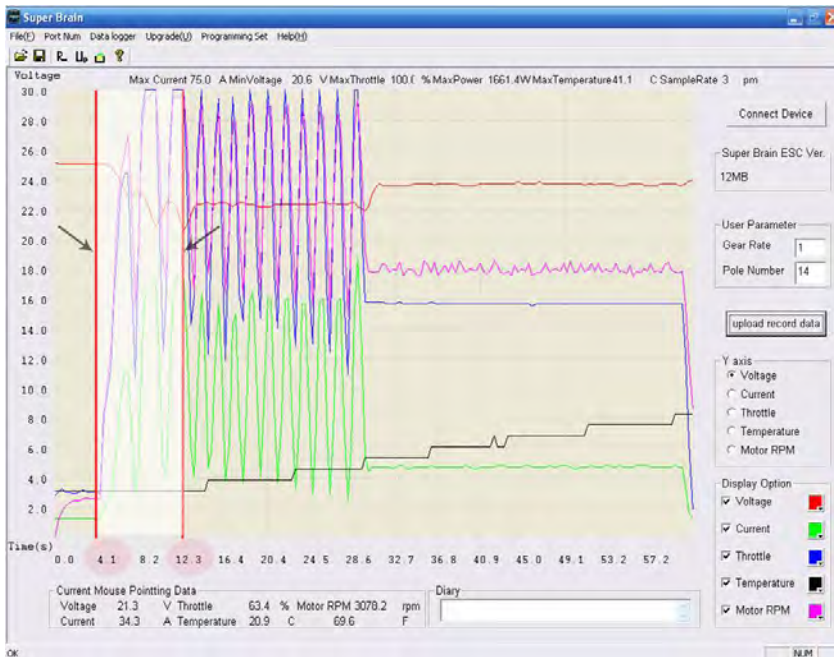 Super Brain
File(F) Port Num Data logger Upgrade(U) Programming Set Help(H)
Voltage Max Current 75.0 A MinVoltage 20.6 V MaxThrottle 100.( % MaxPower 1661.4W MaxTemperature41.1 C SampleRate 3 pm
30.0
28.0
26.0
24.0
22.0
20.0
18.0
16.0
14.0
12.0
10.0
8.0
6.0
4.0
2.0
Time(s)
0.0 4.1 8.2 12.3 16.4 20.4 24.5 28.6 32.7 36.8 40.9 45.0 49.1 53.2 57.2
Connect Device
Super Brain ESC Ver.
12MB
User Parameter
Gear Rate 1
Pole Number 14
upload record data
Y axis
Voltage
Current
Throttle
Temperature
Motor RPM
Display Option
Voltage
Current
Throttle
Temperature
Motor RPM
Current Mouse Pointing Data
Voltage 21.3 V Throttle 63.4 % Motor RPM 3078.2 rpm
Current 34.3 A Temperature 20.9 C 69.6 F
Diary
OK NUM